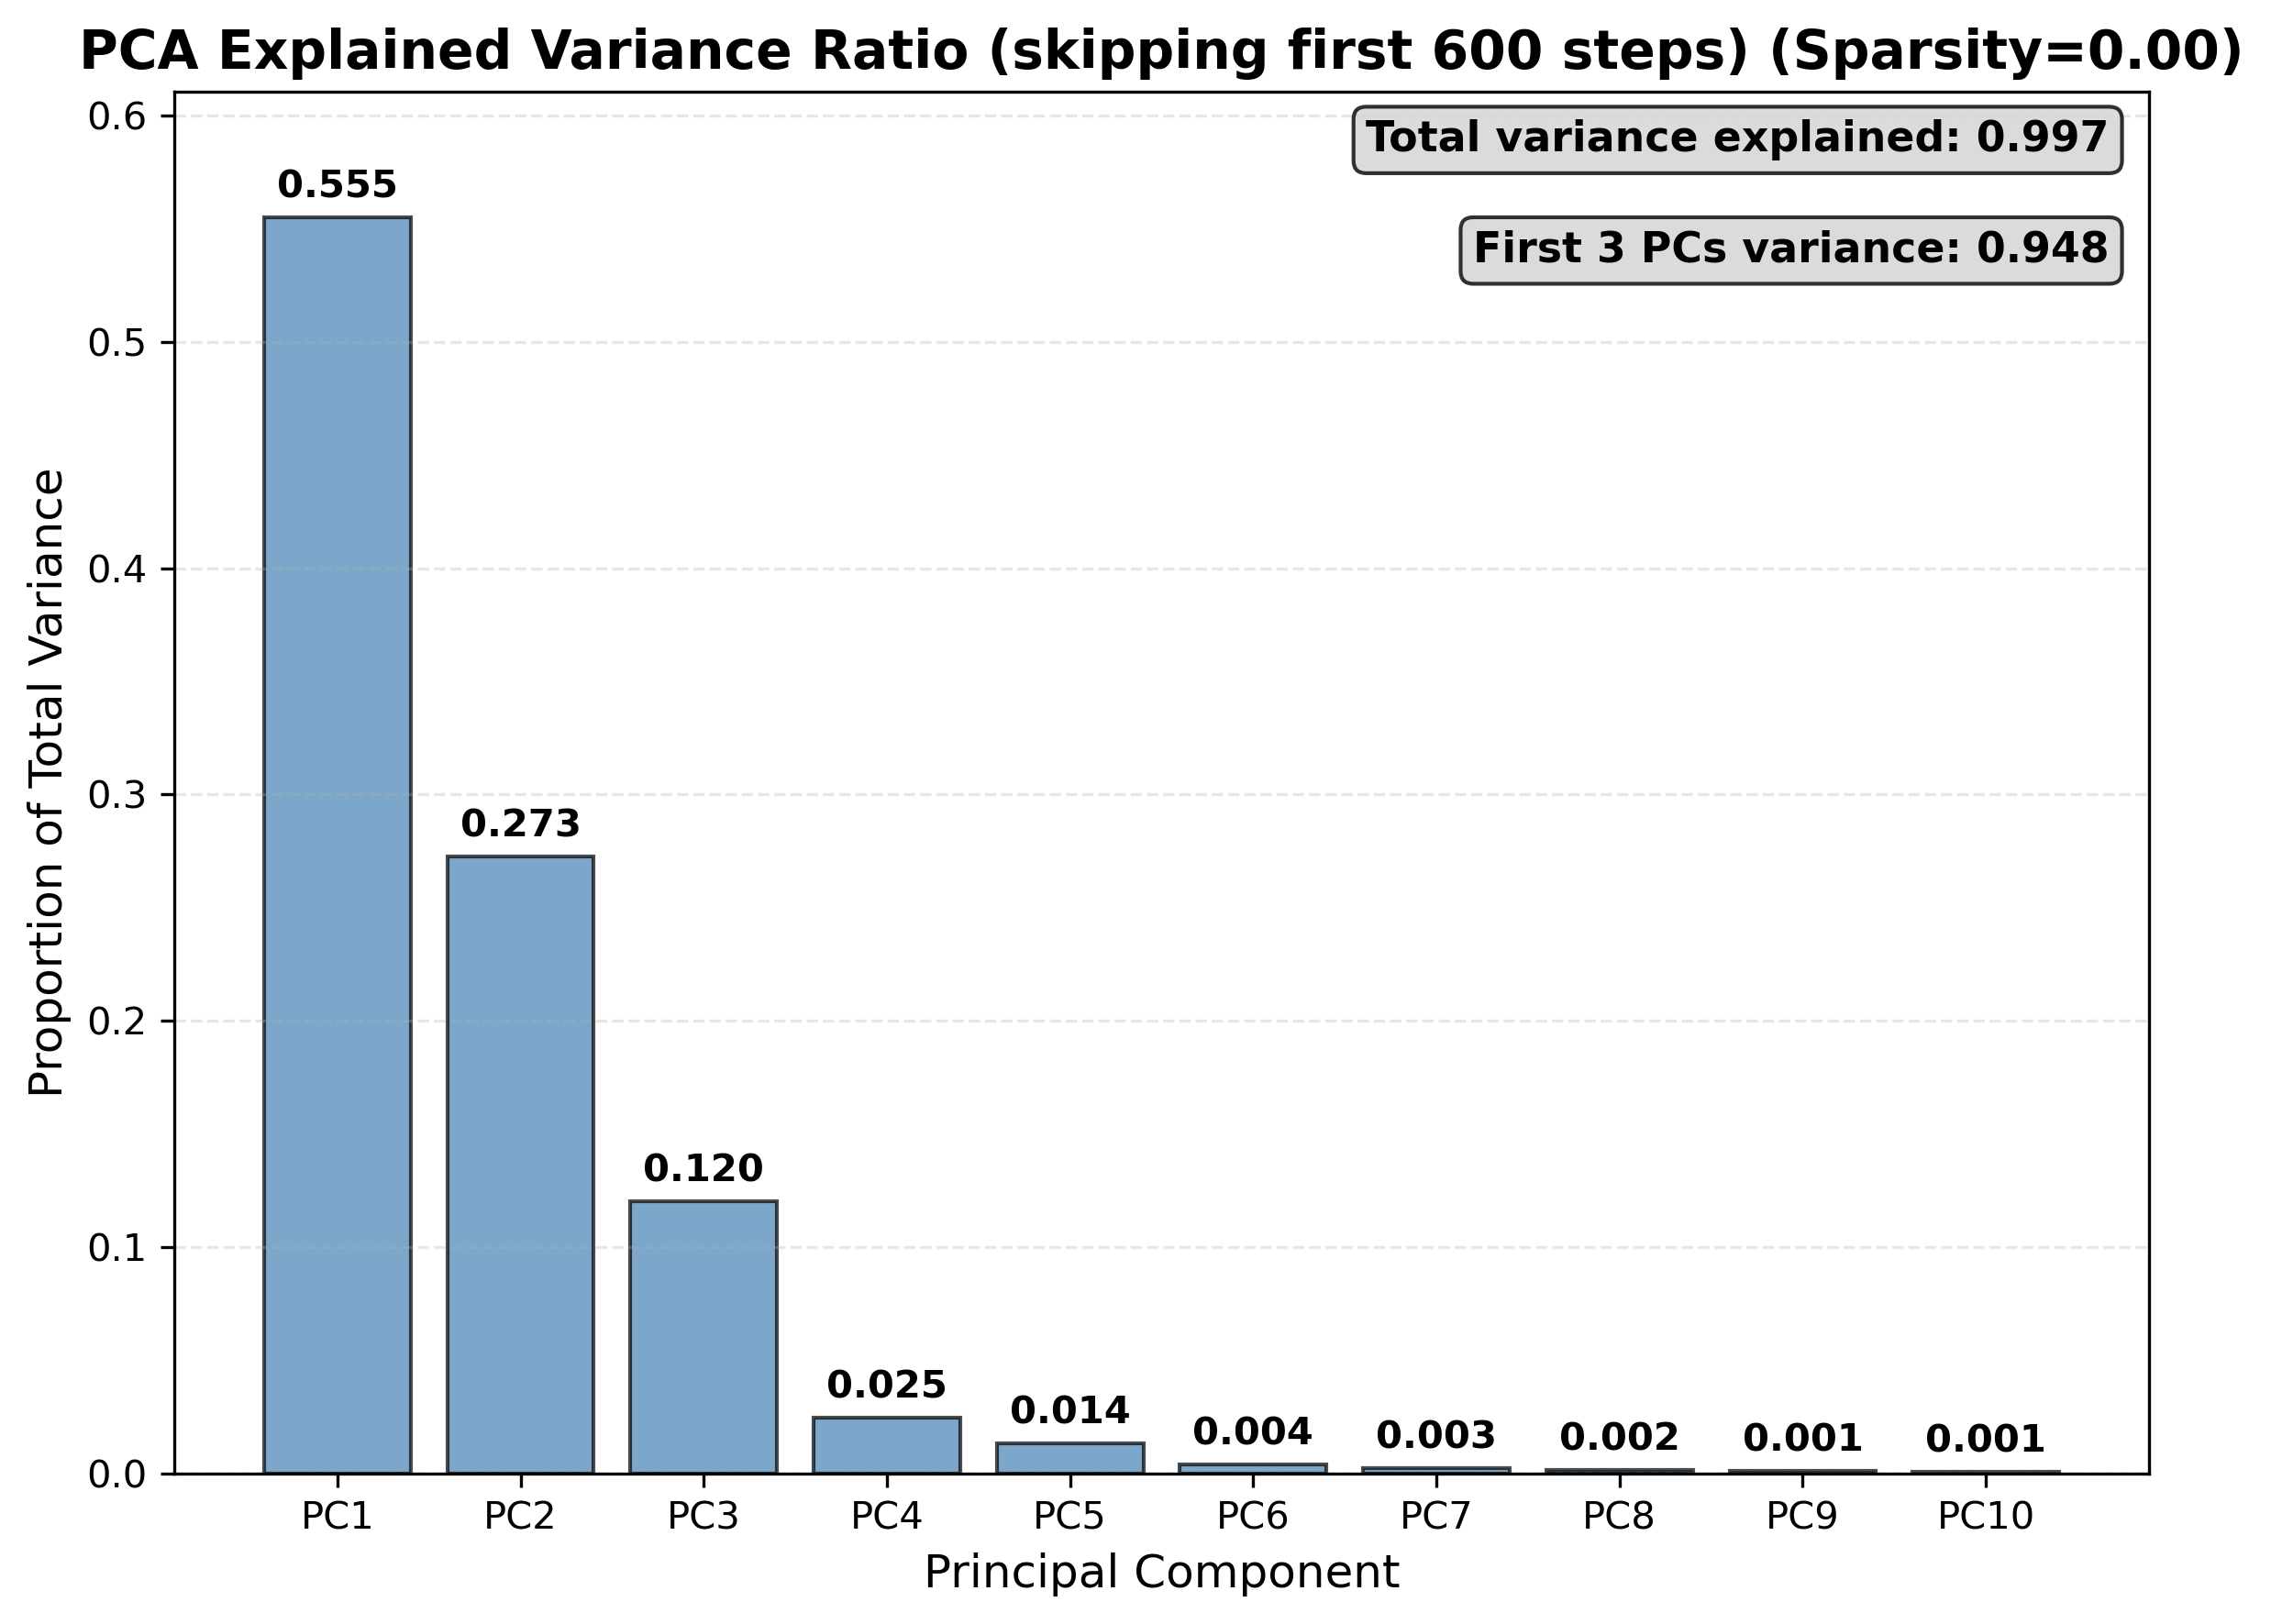 PCA Explained Variance Ratio (skipping first 600 steps) (Sparsity=0.00)
Total variance explained: 0.997
First 3 PCs variance: 0.948
Proportion of Total Variance
0.6
0.5
0.4
0.3
0.2
0.1
0.0
0.555
0.273
0.120
0.025
0.014
0.004
0.003
0.002
0.001
0.001
PC1
PC2
PC3
PC4
PC5
PC6
PC7
PC8
PC9
PC10
Principal Component